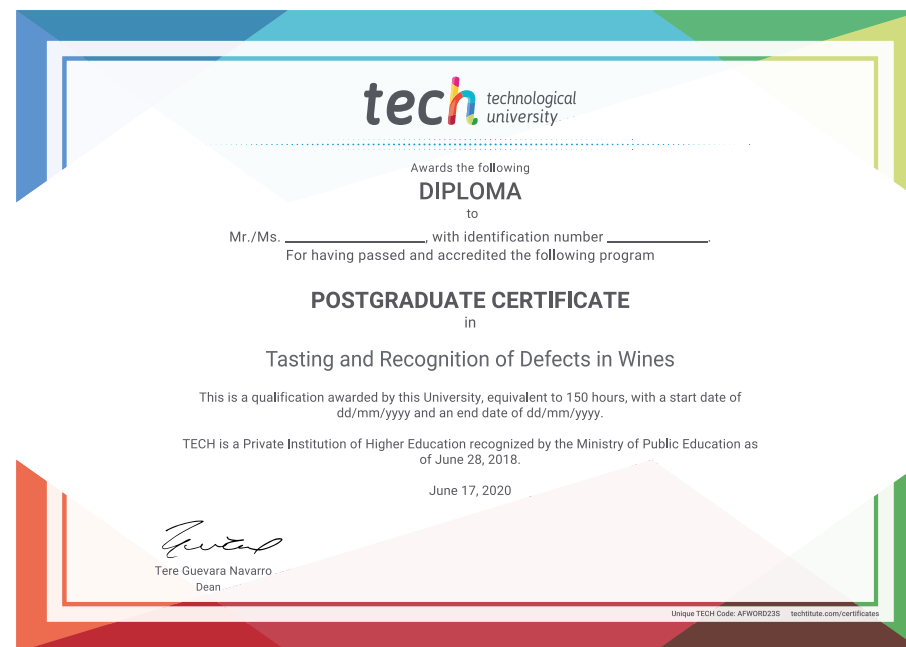 tech technological
university
Awards the following
DIPLOMA
to
Mr./Ms. ____________________, with identification number ______________.
For having passed and accredited the following program
POSTGRADUATE CERTIFICATE
in
Tasting and Recognition of Defects in Wines
This is a qualification awarded by this University, equivalent to 150 hours, with a start date of
dd/mm/yyyy and an end date of dd/mm/yyyy.
TECH is a Private Institution of Higher Education recognized by the Ministry of Public Education as
of June 28, 2018.
June 17, 2020
Tere Guevara Navarro
Dean
Unique TECH Code: AFWORD23S techtitute.com/certificates